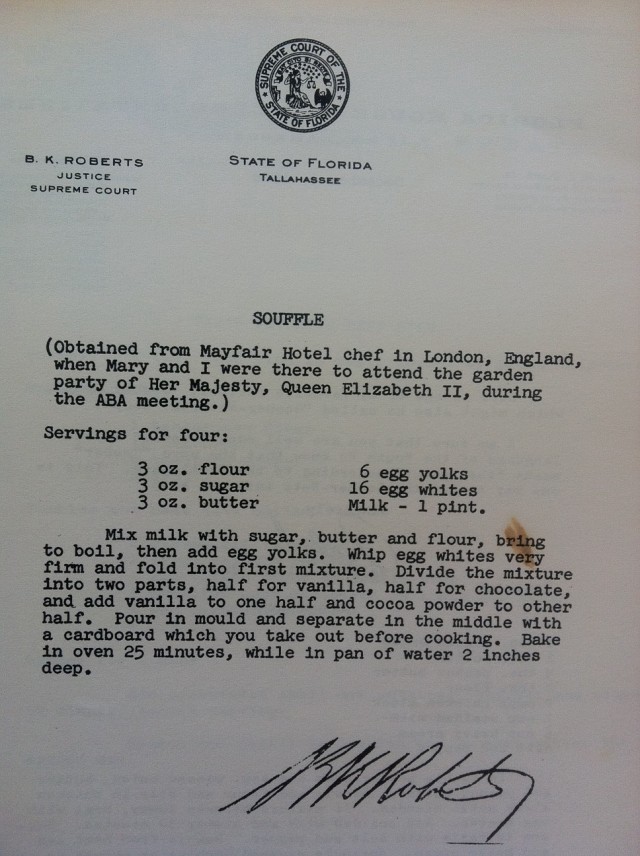 SUPREME COURT OF THE
STATE OF FLORIDA
B. K. ROBERTS
JUSTICE
SUPREME COURT
STATE OF FLORIDA
TALLAHASSEE
SOUFFLE
(Obtained from Mayfair Hotel chef in London, England,
when Mary and I were there to attend the garden
party of Her Majesty, Queen Elizabeth II, during
the ABA meeting.)
Servings for four:
3 oz. flour 6 egg yolks
3 oz. sugar 16 egg whites
3 oz. butter Milk - 1 pint.
Mix milk with sugar, butter and flour, bring
to boil, then add egg yolks. Whip egg whites very
firm and fold into first mixture. Divide the mixture
into two parts, half for vanilla, half for chocolate,
and add vanilla to one half and cocoa powder to other
half. Pour in mould and separate in the middle with
a cardboard which you take out before cooking. Bake
in oven 25 minutes, while in pan of water 2 inches
deep.
BK Roberts